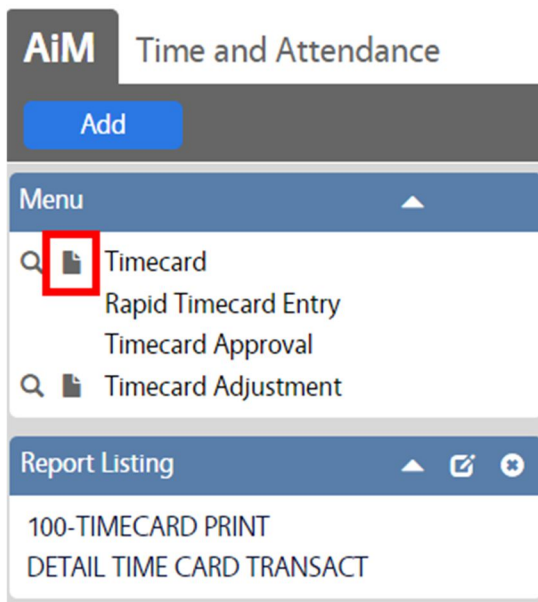 AiM Time and Attendance
Add
Menu
Timecard
Rapid Timecard Entry
Timecard Approval
Timecard Adjustment
Report Listing
100-TIMECARD PRINT
DETAIL TIME CARD TRANSACT